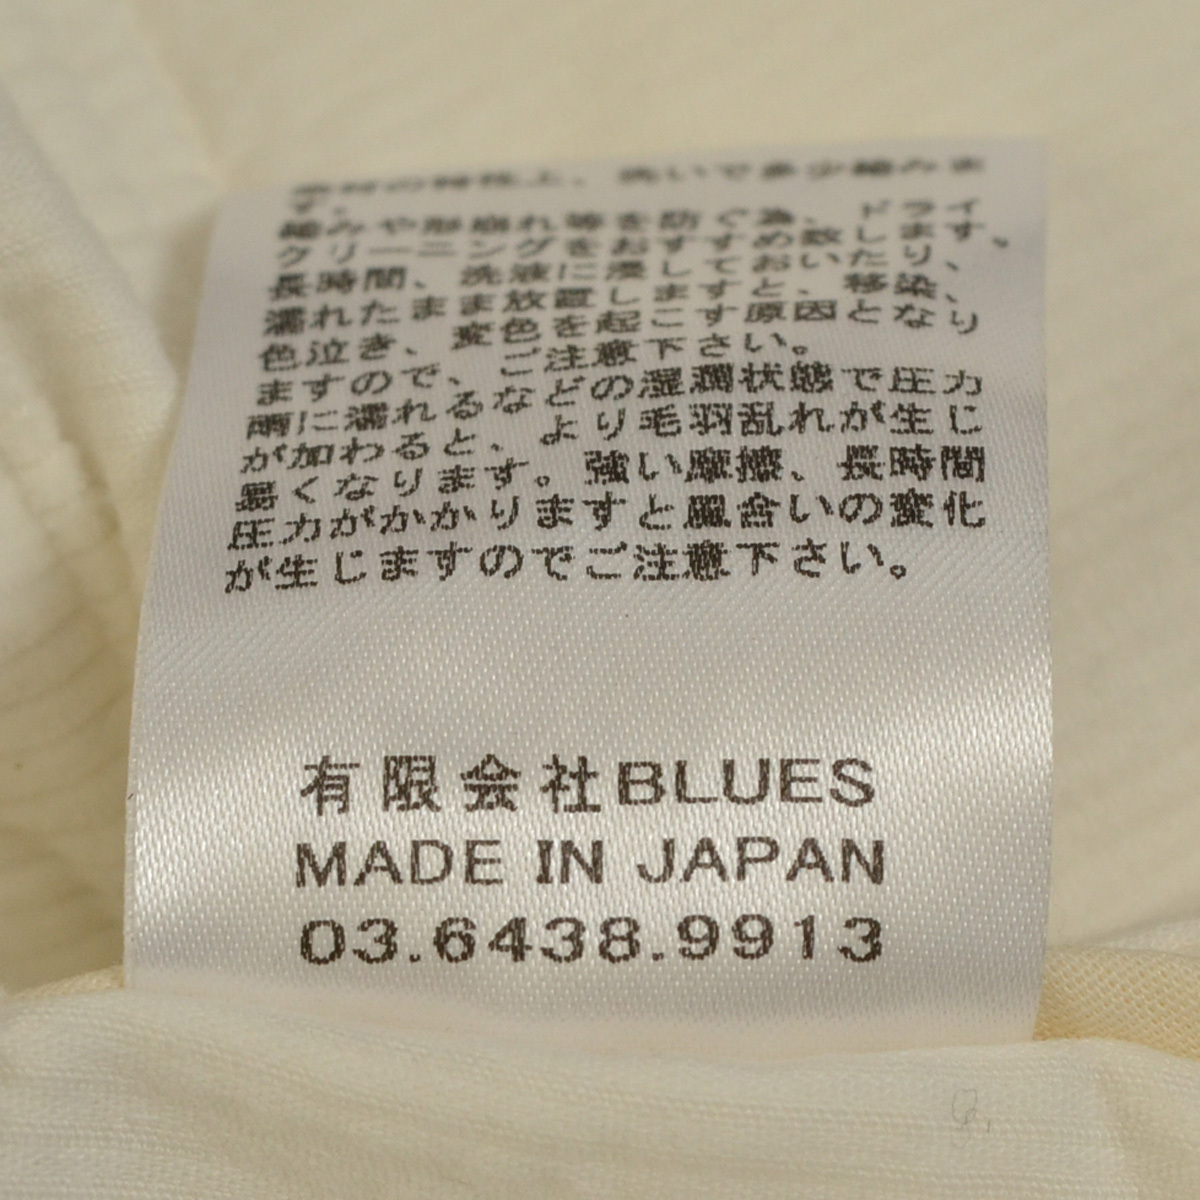 素材の特性上、洗いで多少縮みま
す。
縮みや形崩れ等を防ぐ為、ドライ
クリーニングをおすすめ致します。
長時間、洗液に浸しておいたり、
濡れたまま放置しますと、移染、
色泣き、変色を起こす原因となり
ますので、ご注意下さい。
雨に濡れるなどの湿潤状態で圧力
が加わると、より毛羽乱れが生じ
易くなります。強い摩擦、長時間
圧力がかかりますと風合いの変化
が生じますのでご注意下さい。
有限会社BLUES
MADE IN JAPAN
03.6438.9913